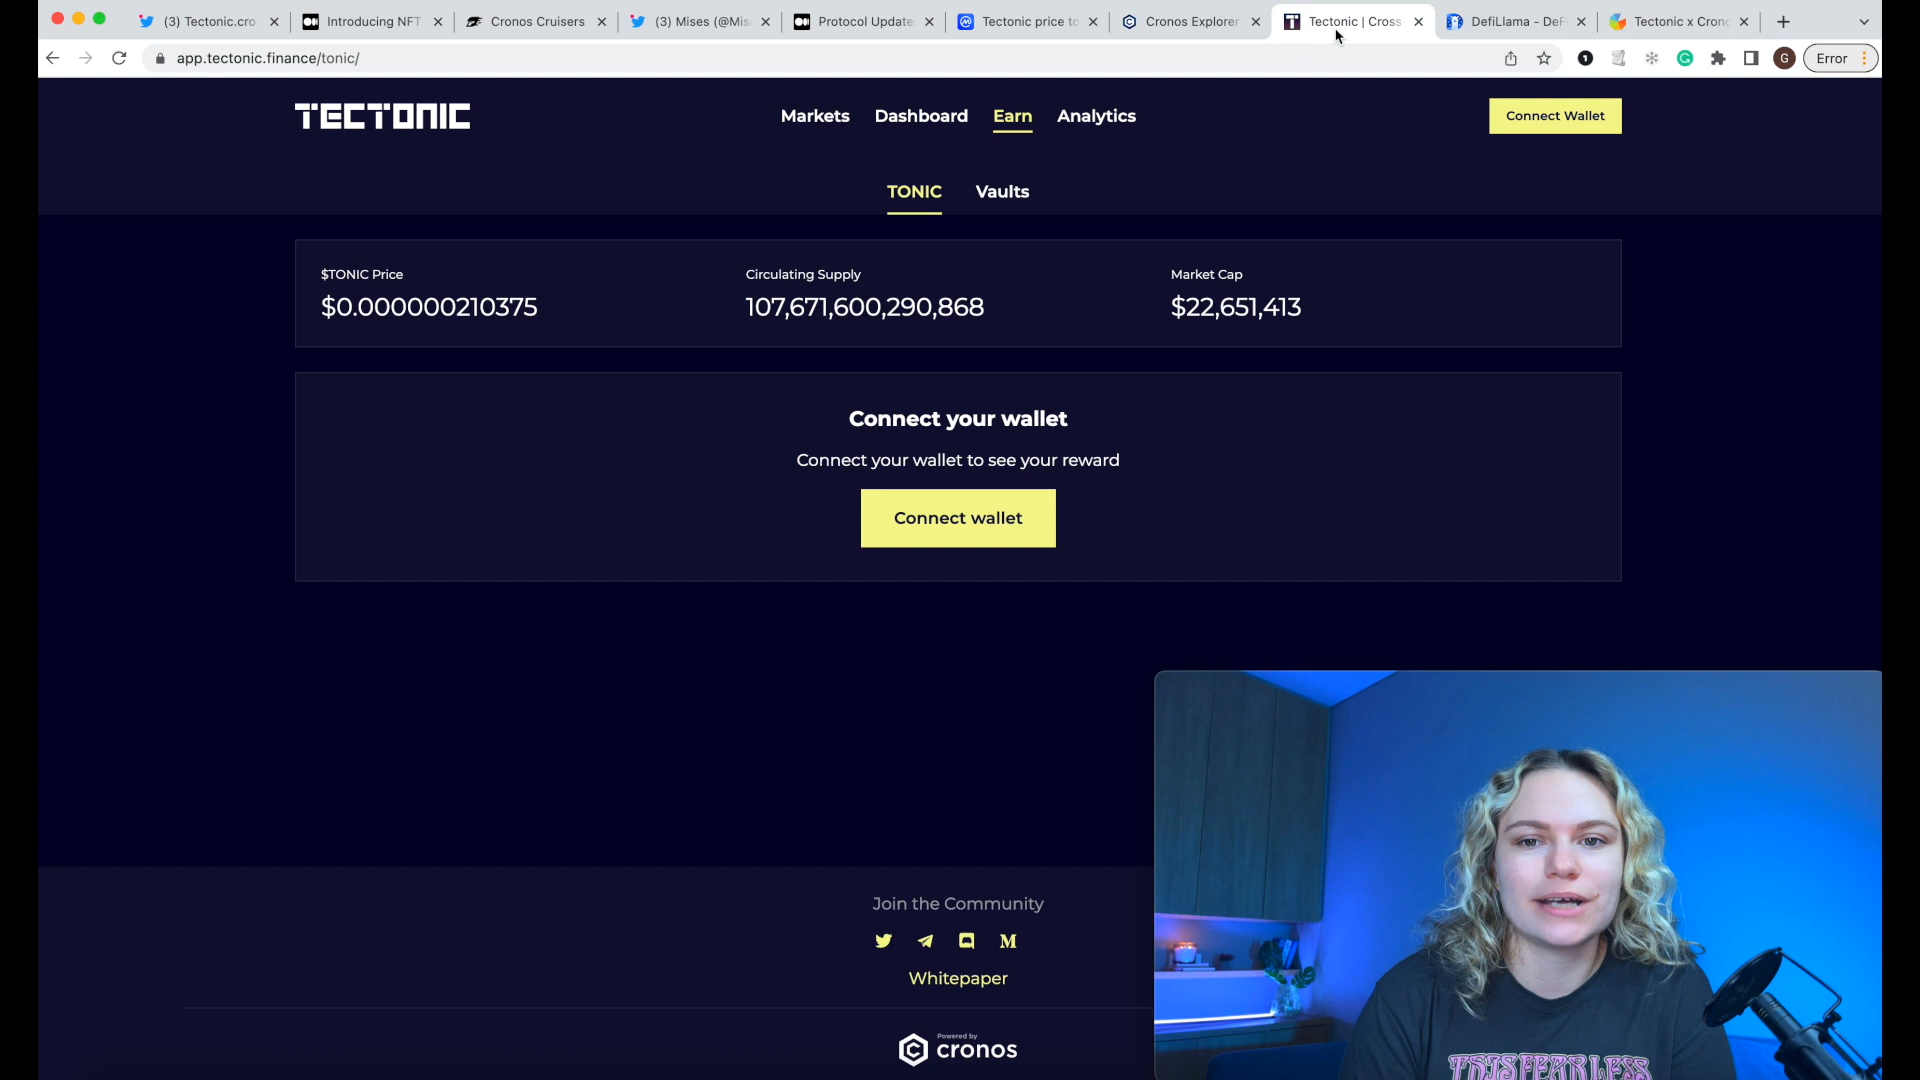 (3) Tectonic.cro
Introducing NFT
Cronos Cruisers
(3) Mises (@Mis
Protocol Update
Tectonic price to
Cronos Explorer
Tectonic | Cross
DefiLlama - DeF
Tectonic x Cron
app.tectonic.finance/tonic/
G
Error
TECTONIC
Markets
Dashboard
Earn
Analytics
Connect Wallet
TONIC
Vaults
$TONIC Price
Circulating Supply
Market Cap
$0.000000210375
107,671,600,290,868
$22,651,413
Connect your wallet
Connect your wallet to see your reward
Connect wallet
Join the Community
Whitepaper
Powered by
cronos